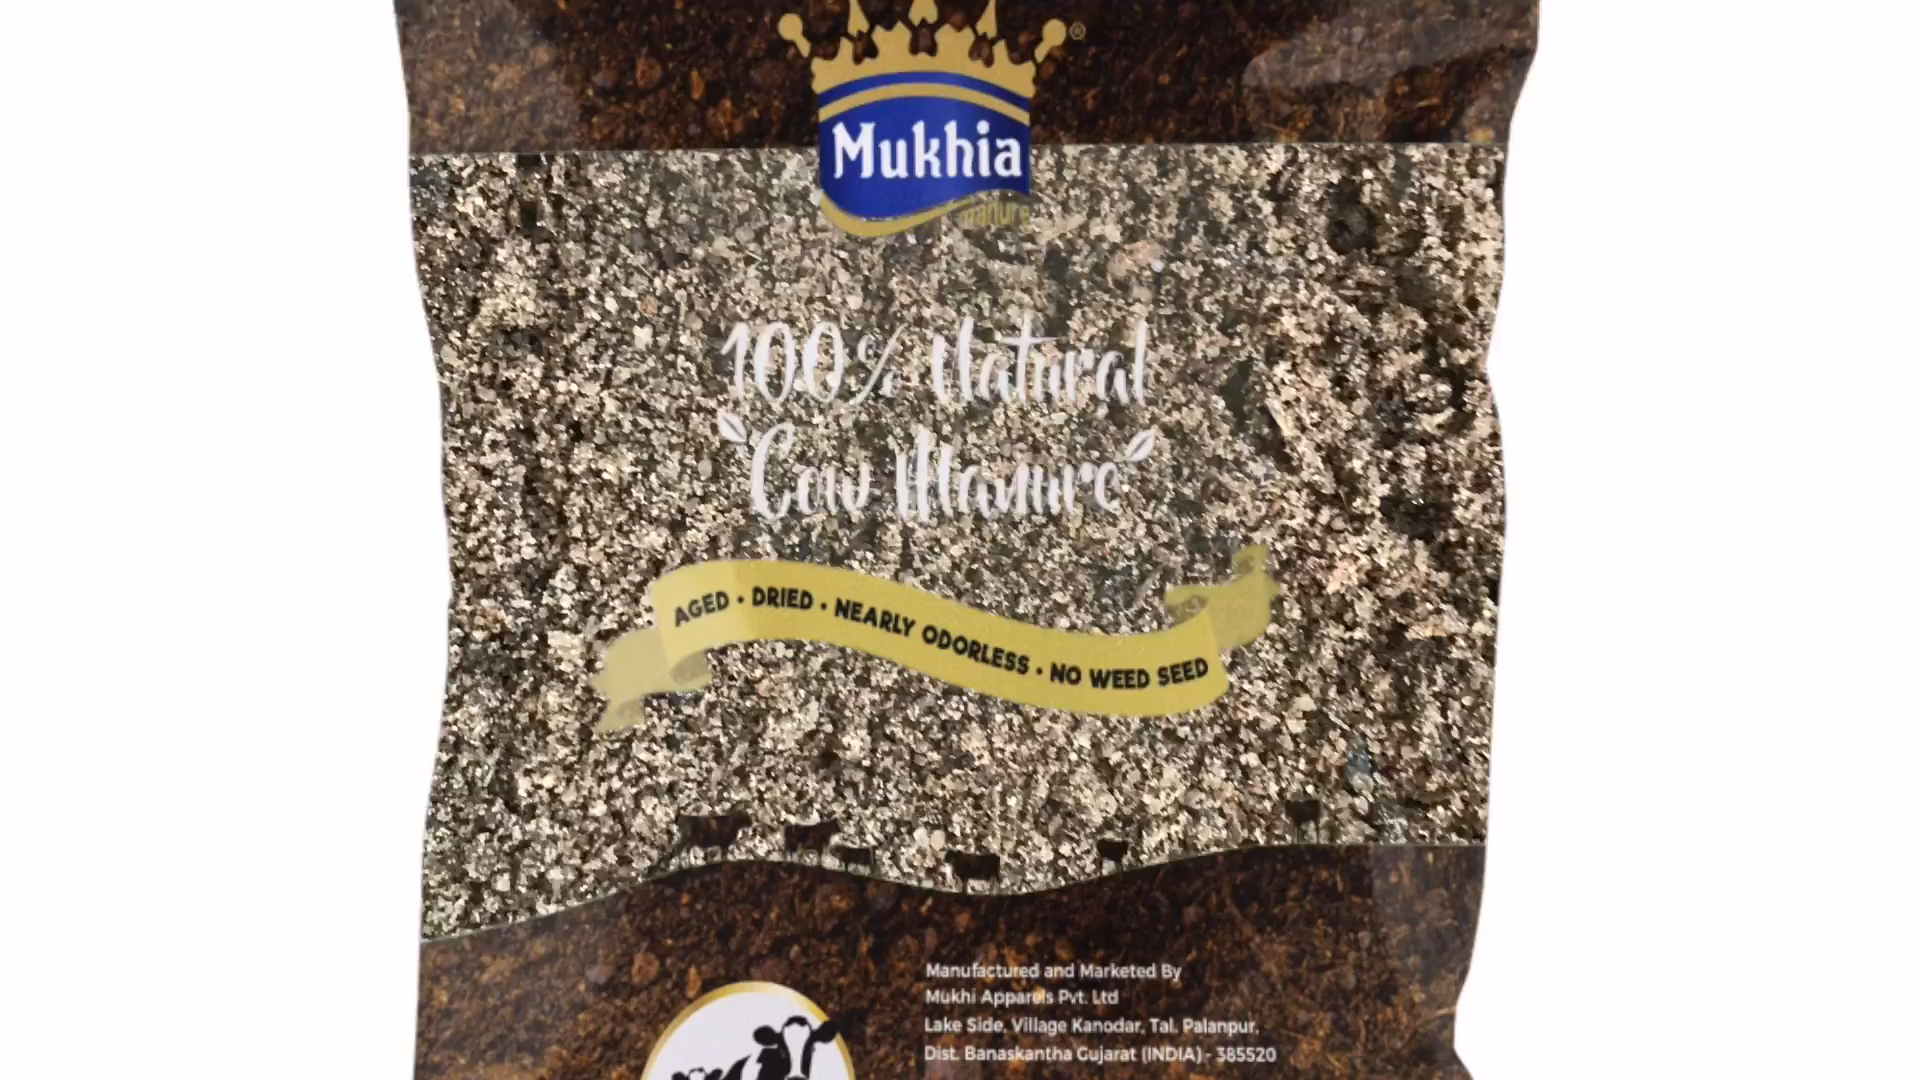 ®
Mukhia
manure
100% Natural
Cow Manure
AGED • DRIED • NEARLY ODORLESS • NO WEED SEED
Manufactured and Marketed By
Mukhi Apparels Pvt. Ltd
Lake Side, Village Kanodar, Tal. Palanpur,
Dist. Banaskantha Gujarat (INDIA) - 385520